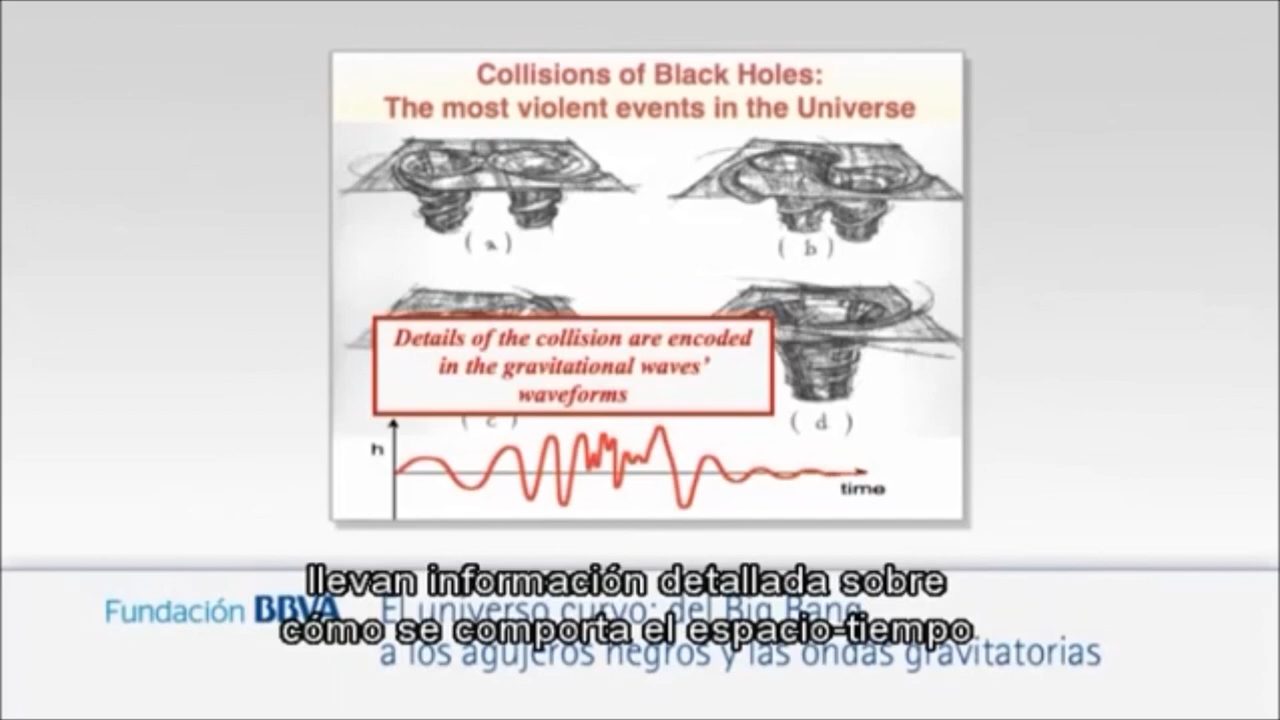 Collisions of Black Holes:
The most violent events in the Universe
( a )
( b )
Details of the collision are encoded
in the gravitational waves'
waveforms
( c )
( d )
h
time
llevan información detallada sobre
cómo se comporta el espacio-tiempo
Fundación BBVA
El universo curvo: del Big Bang
a los agujeros negros y las ondas gravitatorias